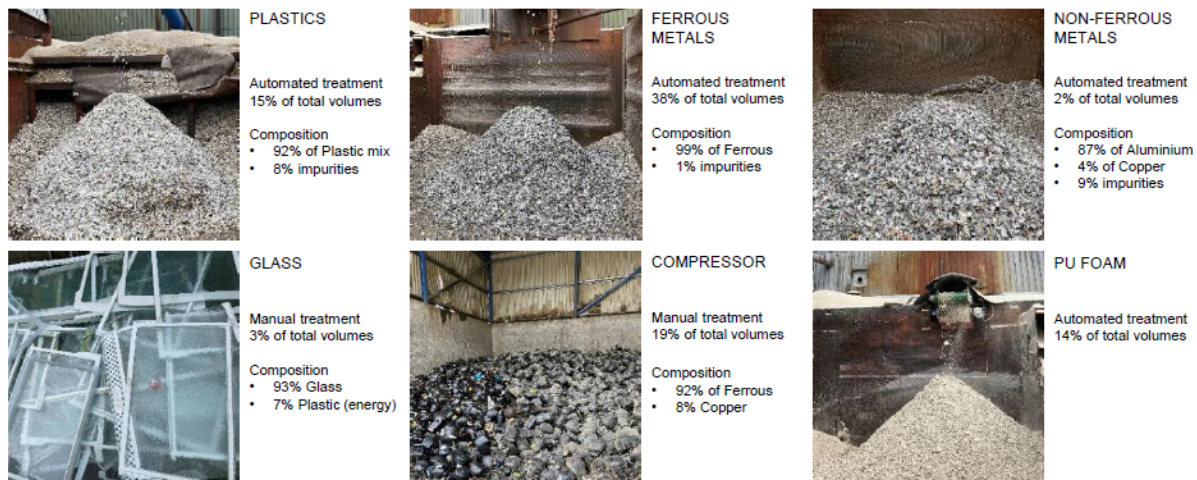 PLASTICS
Automated treatment
15% of total volumes
Composition
• 92% of Plastic mix
• 8% impurities
FERROUS
METALS
Automated treatment
38% of total volumes
Composition
• 99% of Ferrous
• 1% impurities
NON-FERROUS
METALS
Automated treatment
2% of total volumes
Composition
• 87% of Aluminium
• 4% of Copper
• 9% impurities
GLASS
Manual treatment
3% of total volumes
Composition
• 93% Glass
• 7% Plastic (energy)
COMPRESSOR
Manual treatment
19% of total volumes
Composition
• 92% of Ferrous
• 8% Copper
PU FOAM
Automated treatment
14% of total volumes